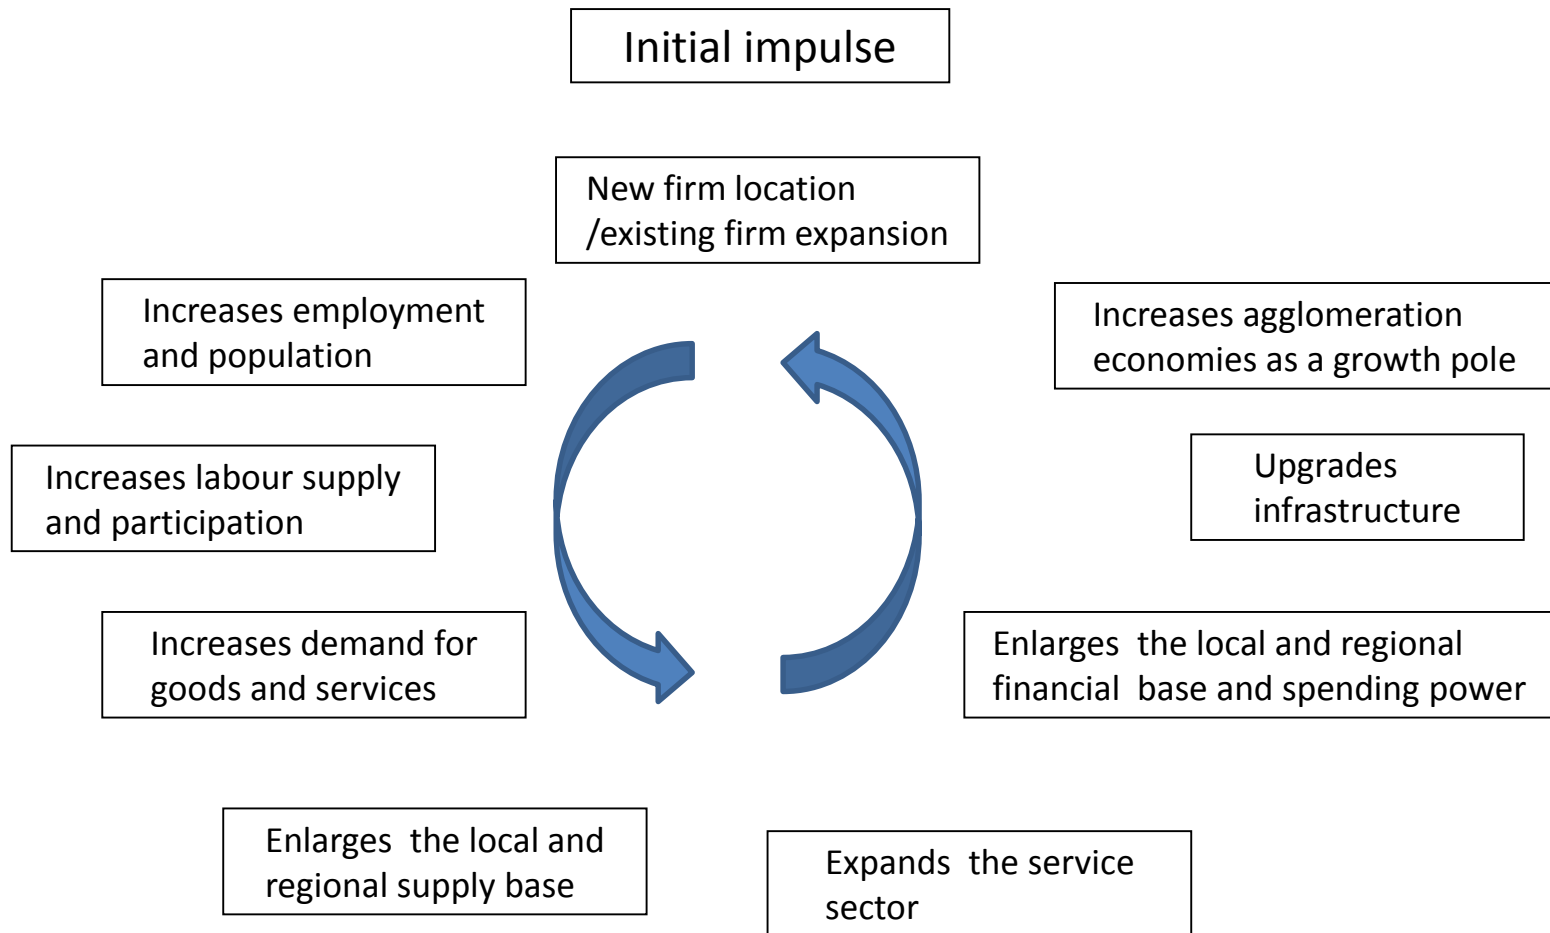 Initial impulse
New firm location
/existing firm expansion
Increases employment
and population
Increases agglomeration
economies as a growth pole
Increases labour supply
and participation
Upgrades
infrastructure
Increases demand for
goods and services
Enlarges  the local and regional
financial  base and spending power
Enlarges  the local and
regional supply base
Expands  the service
sector